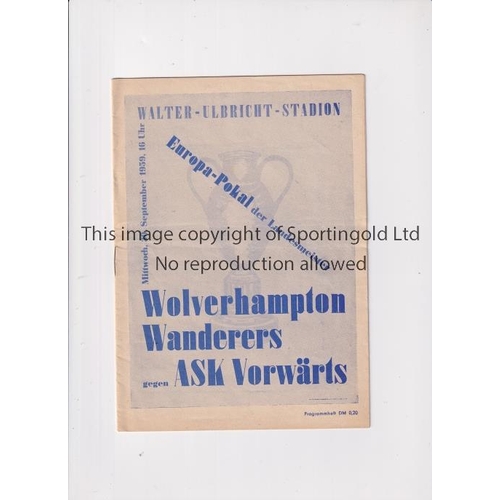 WALTER-ULBRICHT-STADION
Mittwoch, September 1959, 16 Uhr
Europa-Pokal der Landesmeister
This image copyright of Sportingold Ltd
No reproduction allowed
Wolverhampton
Wanderers
gegen ASK Vorwärts
Programmheft DM 0,20